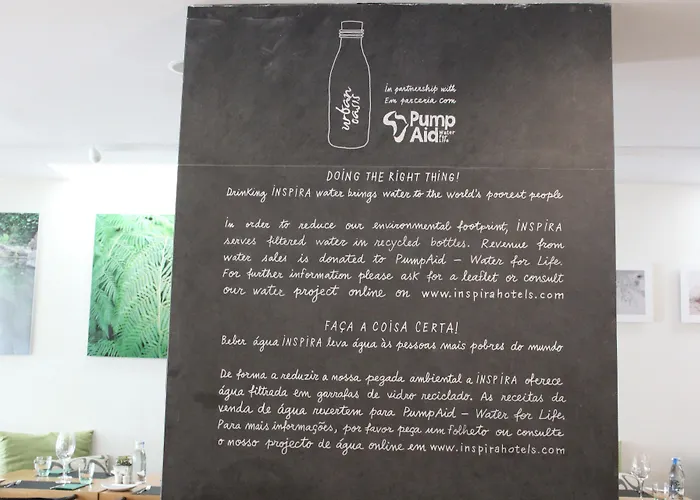 urban
oasis
in partnership with
Em parceria com
Pump
Aid
Water
for
Life
DOING THE RIGHT THING!
Drinking INSPIRA water brings water to the world's poorest people
In order to reduce our environmental footprint, INSPIRA
serves filtered water in recycled bottles. Revenue from
water sales is donated to PumpAid – Water for Life.
For further information please ask for a leaflet or consult
our water project online on www.inspirahotels.com
FAÇA A COISA CERTA!
Beber água INSPIRA leva água às pessoas mais pobres do mundo
De forma a reduzir a nossa pegada ambiental a INSPIRA oferece
água filtrada em garrafas de vidro reciclado. As receitas da
venda de água revertem para PumpAid – Water for Life.
Para mais informações, por favor peça um folheto ou consulte
o nosso projecto de água online em www.inspirahotels.com